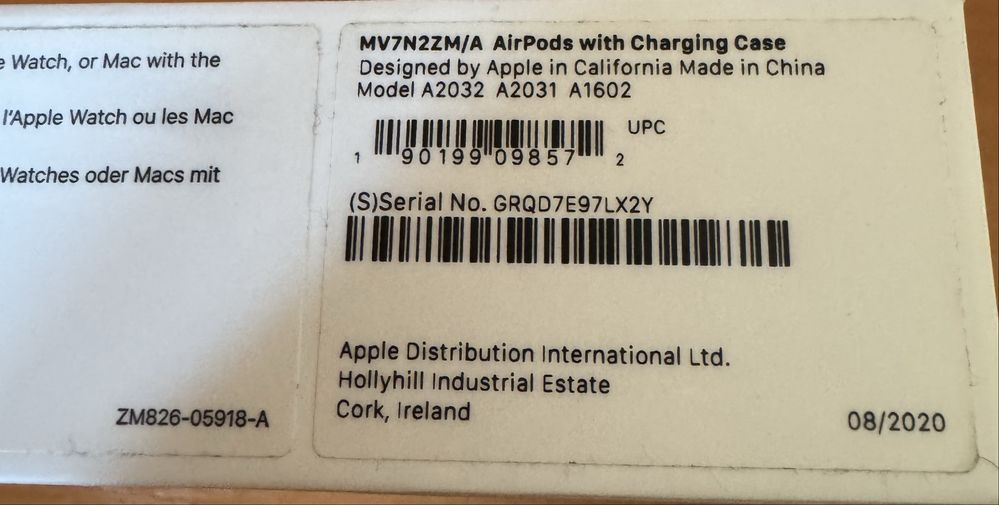 e Watch, or Mac with the
l'Apple Watch ou les Mac
Watches oder Macs mit
ZM826-05918-A
MV7N2ZM/A AirPods with Charging Case
Designed by Apple in California Made in China
Model A2032 A2031 A1602
UPC
1 90199 09857 2
(S)Serial No. GRQD7E97LX2Y
Apple Distribution International Ltd.
Hollyhill Industrial Estate
Cork, Ireland
08/2020